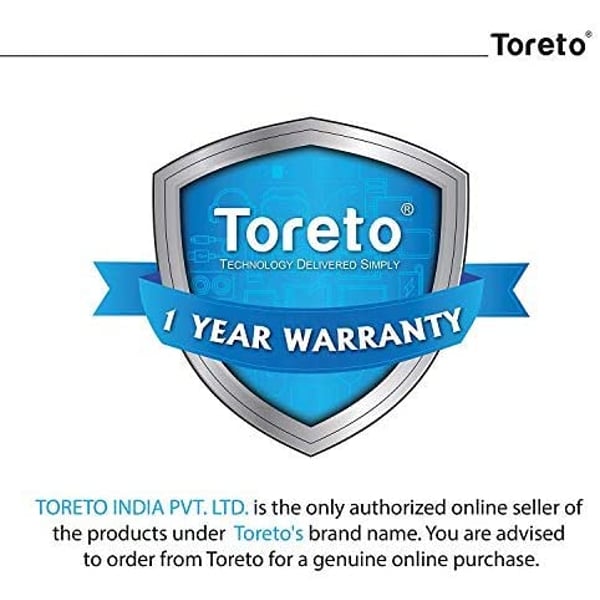 Toreto®
Toreto®
TECHNOLOGY DELIVERED SIMPLY
1 YEAR WARRANTY
TORETO INDIA PVT. LTD. is the only authorized online seller of
the products under Toreto's brand name. You are advised
to order from Toreto for a genuine online purchase.